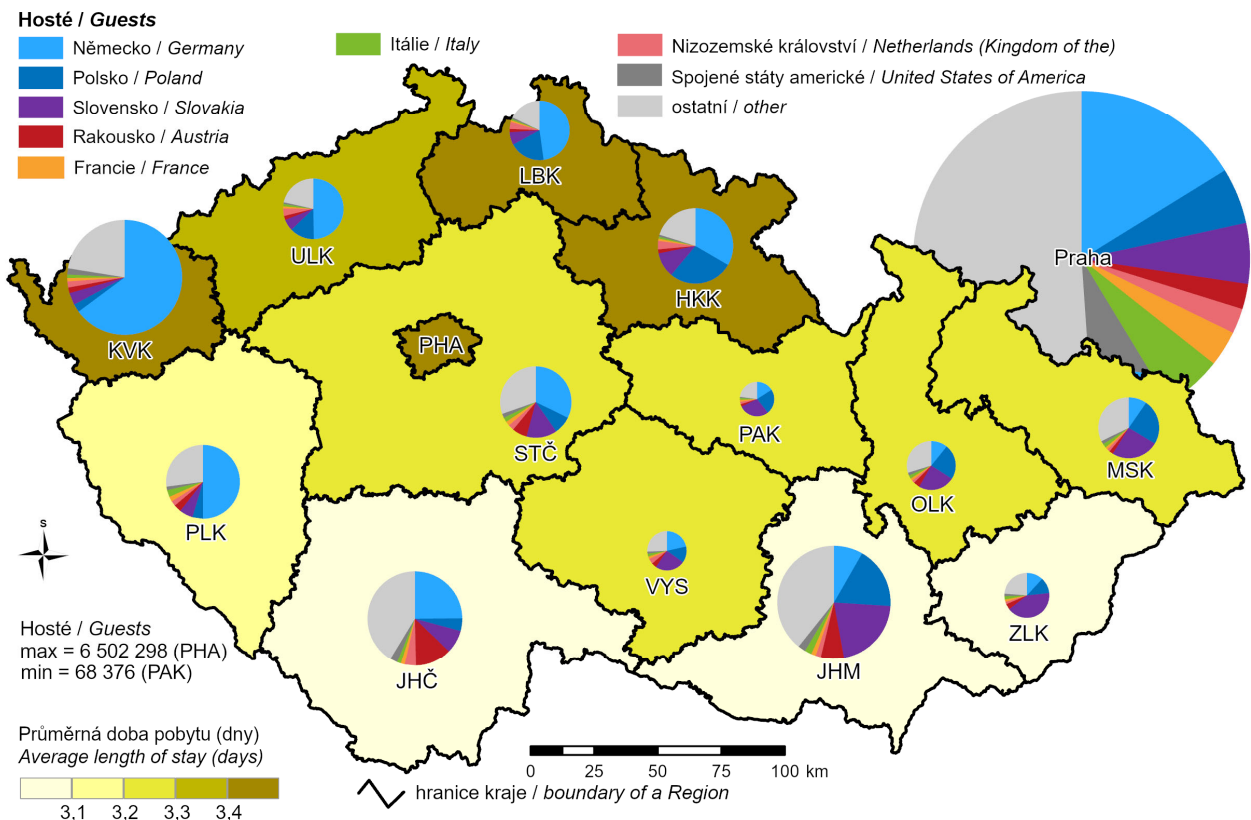 Hosté / Guests
Německo / Germany
Polsko / Poland
Slovensko / Slovakia
Rakousko / Austria
Francie / France
Itálie / Italy
Nizozemské království / Netherlands (Kingdom of the)
Spojené státy americké / United States of America
ostatní / other
LBK
ULK
Praha
HKK
KVK
PHA
PAK
STČ
MSK
OLK
PLK
VYS
ZLK
JHM
JHČ
S
Hosté / Guests
max = 6 502 298 (PHA)
min = 68 376 (PAK)
Průměrná doba pobytu (dny)
Average length of stay (days)
3,1 3,2 3,3 3,4
0 25 50 75 100 km
hranice kraje / boundary of a Region